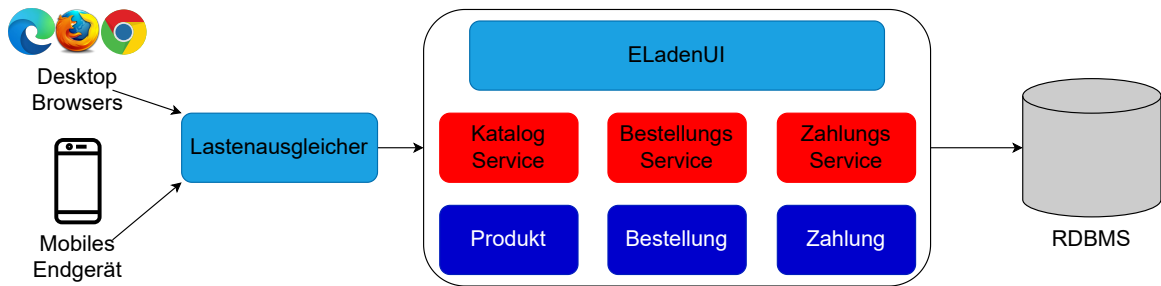 Desktop
Browsers
Mobiles
Endgerät
Lastenausgleicher
ELadenUI
Katalog
Service
Bestellungs
Service
Zahlungs
Service
Produkt
Bestellung
Zahlung
RDBMS